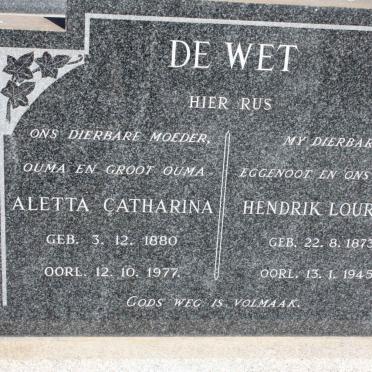 DE WET
HIER RUS
ONS DIERBARE MOEDER,
OUMA EN GROOT OUMA
ALETTA CATHARINA
GEB. 3. 12. 1880
OORL. 12. 10. 1977.
MY DIERBAR
EGGENOOT EN ONS
HENDRIK LOUR
GEB. 22. 8. 1873
OORL. 13. 1. 1945
GODS WEG IS VOLMAAK.